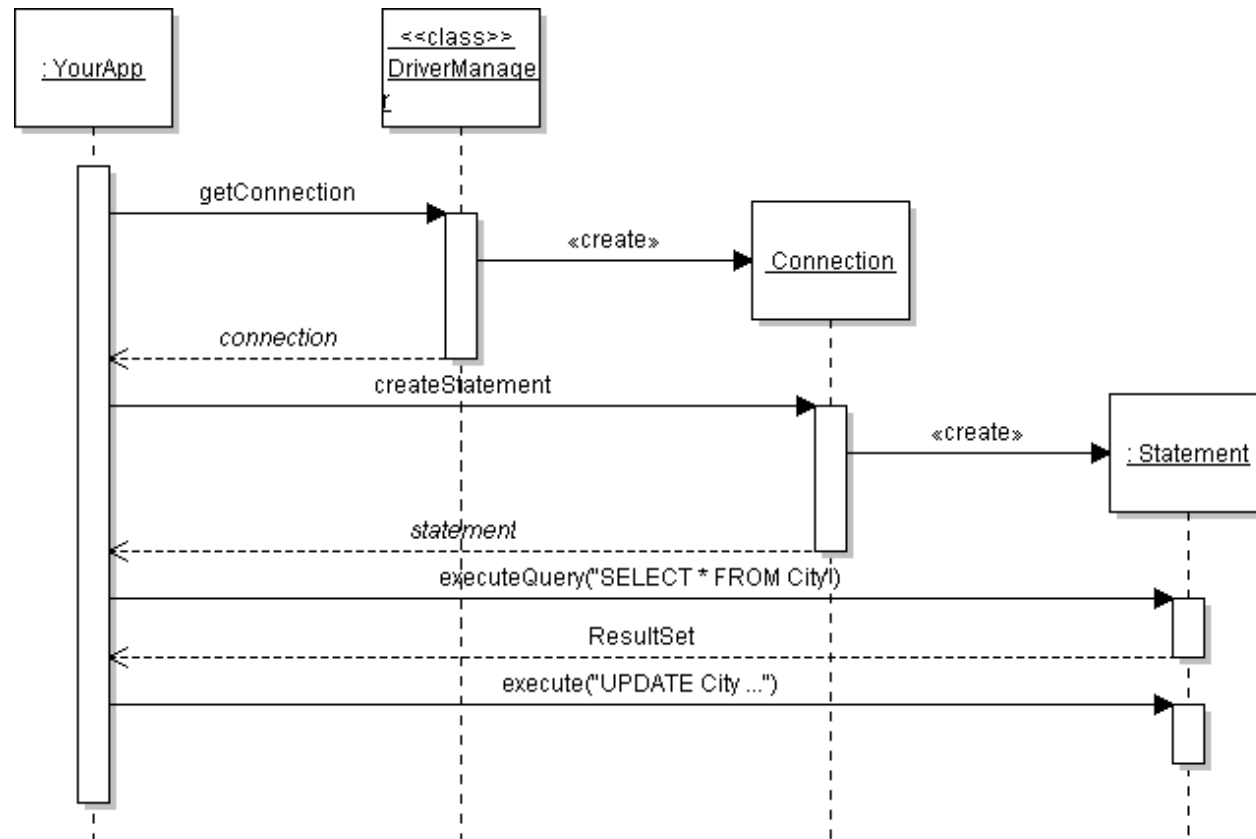 : YourApp
<<class>>
DriverManage
r
getConnection
«create»
Connection
connection
createStatement
«create»
: Statement
statement
executeQuery("SELECT * FROM City")
ResultSet
execute("UPDATE City ...")